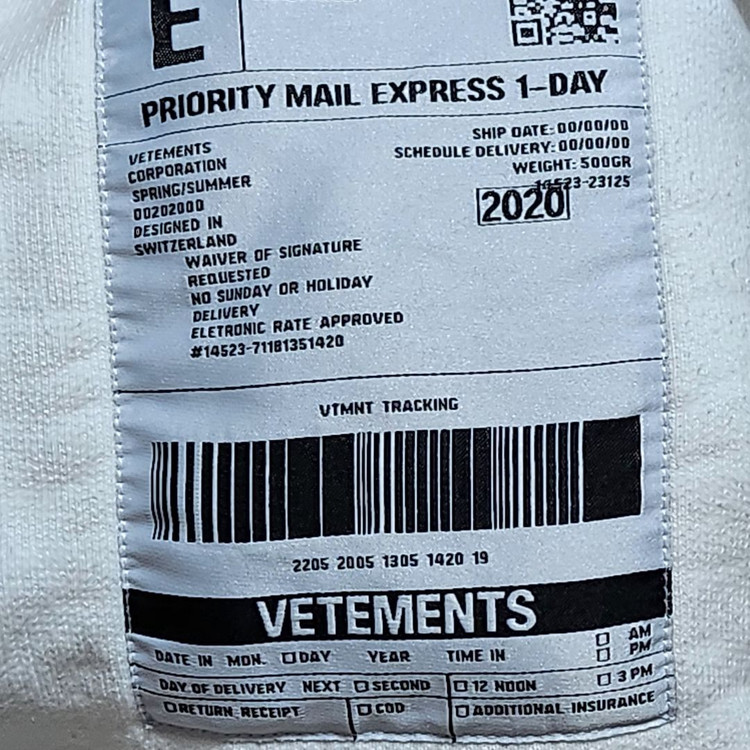 E
PRIORITY MAIL EXPRESS 1-DAY
VETEMENTS
CORPORATION
SPRING/SUMMER
00202000
DESIGNED IN
SWITZERLAND
SHIP DATE: 00/00/00
SCHEDULE DELIVERY: 00/00/00
WEIGHT: 500GR
14523-23125
2020
WAIVER OF SIGNATURE
REQUESTED
NO SUNDAY OR HOLIDAY
DELIVERY
ELETRONIC RATE APPROVED
#14523-71181351420
VTMNT TRACKING
2205 2005 1305 1420 19
VETEMENTS
DATE IN MON. DAY YEAR TIME IN AM
PM
DAY OF DELIVERY NEXT SECOND 12 NOON 3 PM
RETURN RECEIPT COD ADDITIONAL INSURANCE